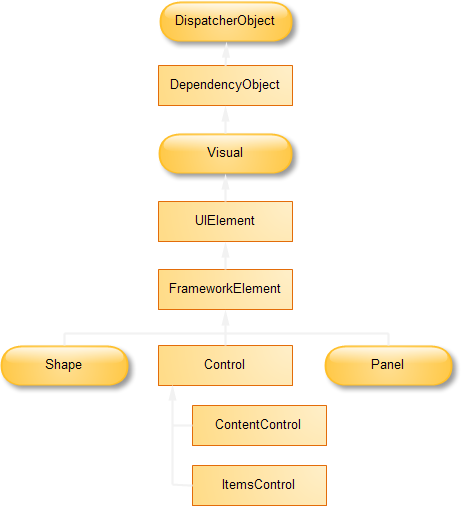 DispatcherObject
DependencyObject
Visual
UIElement
FrameworkElement
Shape
Control
Panel
ContentControl
ItemsControl